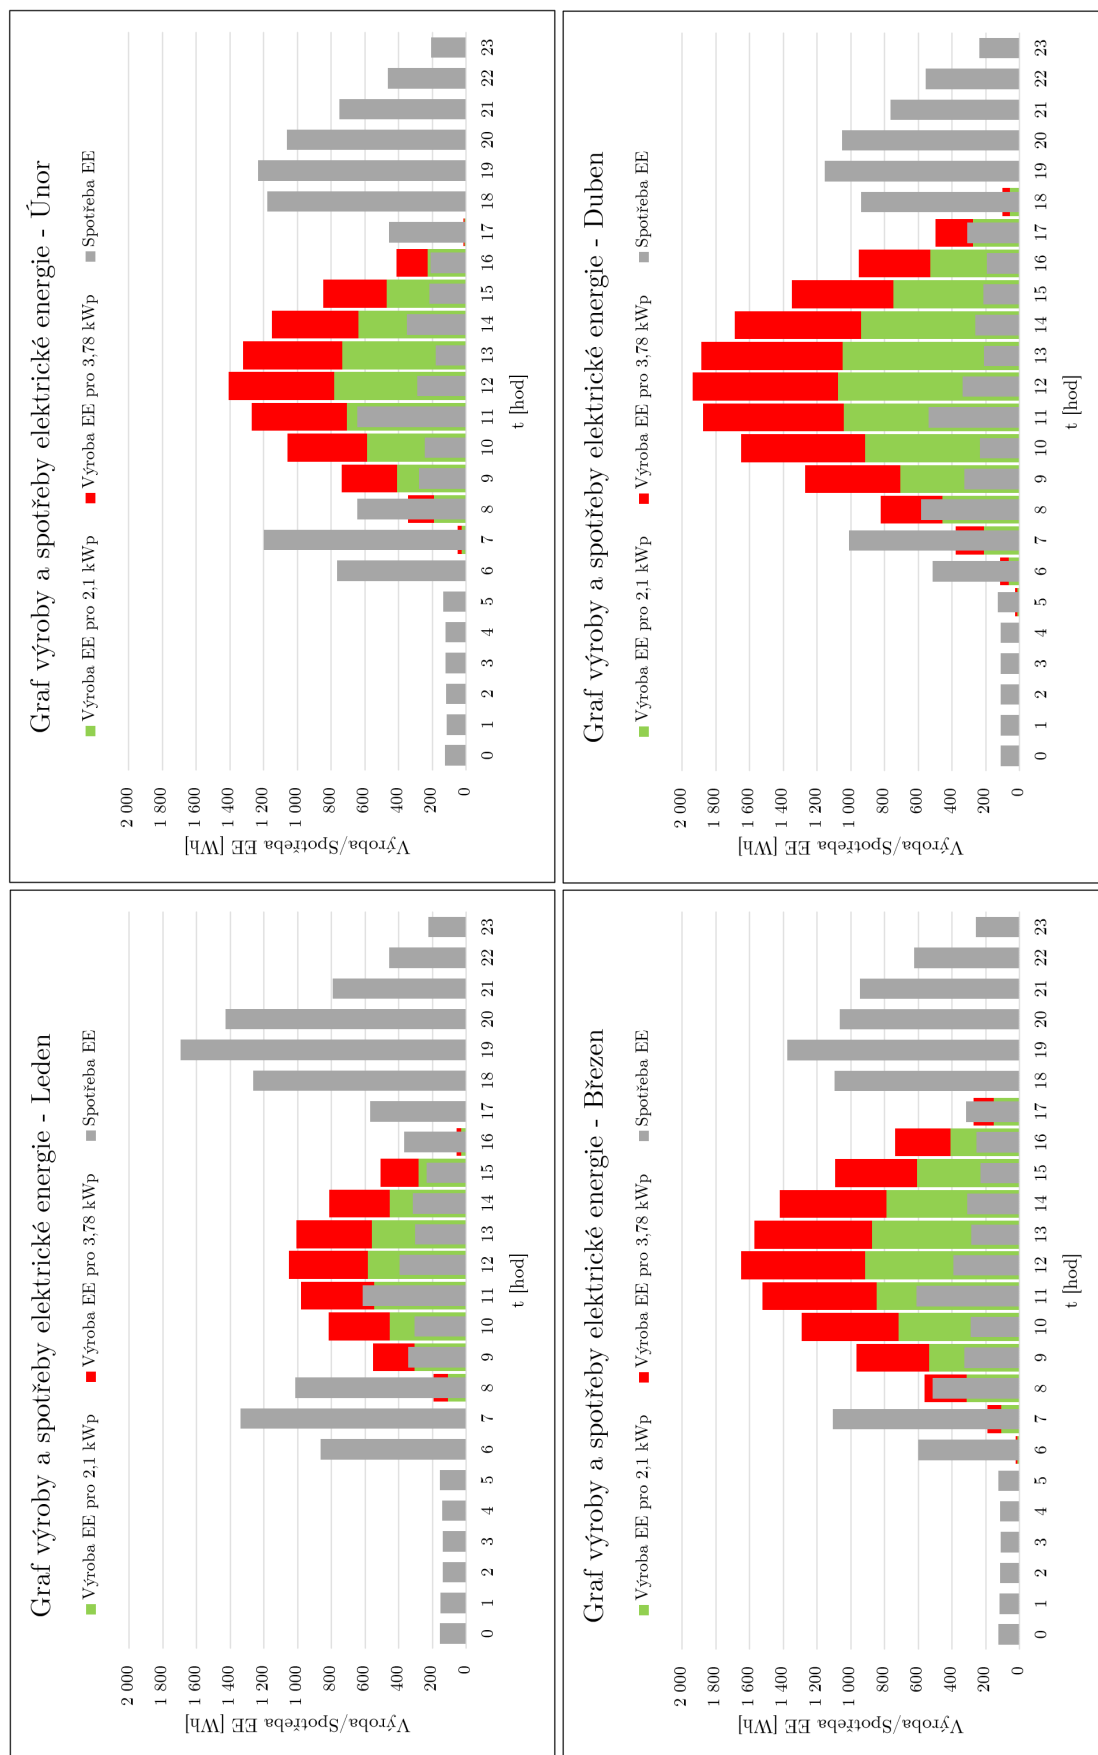 Graf výroby a spotřeby elektrické energie - Leden
Výroba EE pro 2,1 kWp Výroba EE pro 3,78 kWp Spotřeba EE
Výroba/Spotřeba EE [Wh]
2 000
1 800
1 600
1 400
1 200
1 000
800
600
400
200
0
0 1 2 3 4 5 6 7 8 9 10 11 12 13 14 15 16 17 18 19 20 21 22 23
t [hod]
Graf výroby a spotřeby elektrické energie - Únor
Výroba EE pro 2,1 kWp Výroba EE pro 3,78 kWp Spotřeba EE
Výroba/Spotřeba EE [Wh]
2 000
1 800
1 600
1 400
1 200
1 000
800
600
400
200
0
0 1 2 3 4 5 6 7 8 9 10 11 12 13 14 15 16 17 18 19 20 21 22 23
t [hod]
Graf výroby a spotřeby elektrické energie - Březen
Výroba EE pro 2,1 kWp Výroba EE pro 3,78 kWp Spotřeba EE
Výroba/Spotřeba EE [Wh]
2 000
1 800
1 600
1 400
1 200
1 000
800
600
400
200
0
0 1 2 3 4 5 6 7 8 9 10 11 12 13 14 15 16 17 18 19 20 21 22 23
t [hod]
Graf výroby a spotřeby elektrické energie - Duben
Výroba EE pro 2,1 kWp Výroba EE pro 3,78 kWp Spotřeba EE
Výroba/Spotřeba EE [Wh]
2 000
1 800
1 600
1 400
1 200
1 000
800
600
400
200
0
0 1 2 3 4 5 6 7 8 9 10 11 12 13 14 15 16 17 18 19 20 21 22 23
t [hod]